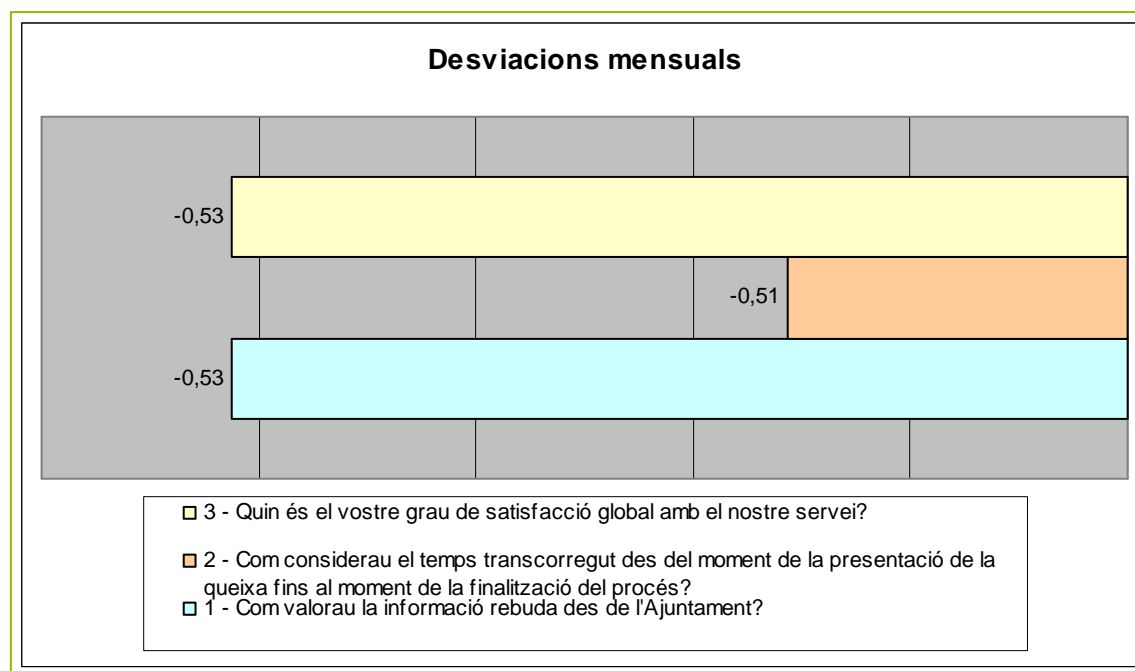 Desviacions mensuals
-0,53
-0,51
-0,53
3 - Quin és el vostre grau de satisfacció global amb el nostre servei?
2 - Com considerau el temps transcorregut des del moment de la presentació de la
queixa fins al moment de la finalització del procés?
1 - Com valorau la informació rebuda des de l'Ajuntament?